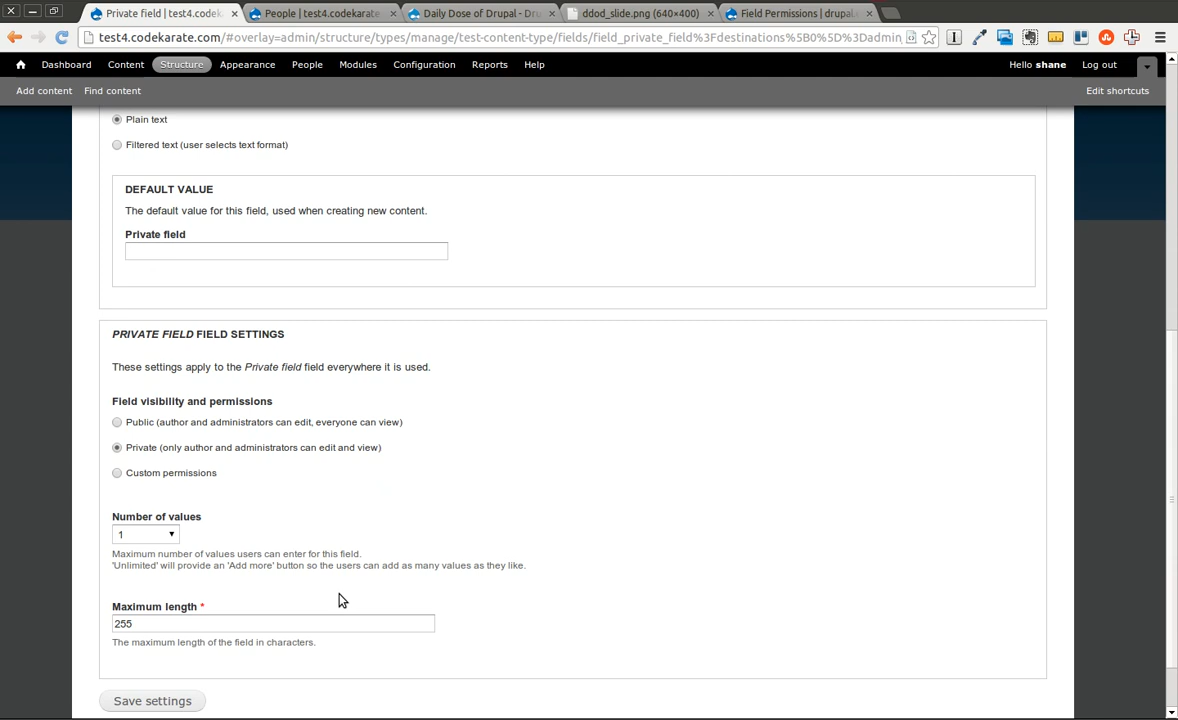 Private field | test4.codek
People | test4.codekarate
Daily Dose of Drupal - Dru
ddod_slide.png (640×400)
Field Permissions | drupal.
test4.codekarate.com/#overlay=admin/structure/types/manage/test-content-type/fields/field_private_field%3Fdestinations%5B0%5D%3Dadmin
Dashboard Content Structure Appearance People Modules Configuration Reports Help Hello shane Log out
Add content Find content Edit shortcuts
Plain text
Filtered text (user selects text format)
DEFAULT VALUE
The default value for this field, used when creating new content.
Private field
PRIVATE FIELD FIELD SETTINGS
These settings apply to the Private field field everywhere it is used.
Field visibility and permissions
Public (author and administrators can edit, everyone can view)
Private (only author and administrators can edit and view)
Custom permissions
Number of values
1
Maximum number of values users can enter for this field.
'Unlimited' will provide an 'Add more' button so the users can add as many values as they like.
Maximum length *
255
The maximum length of the field in characters.
Save settings